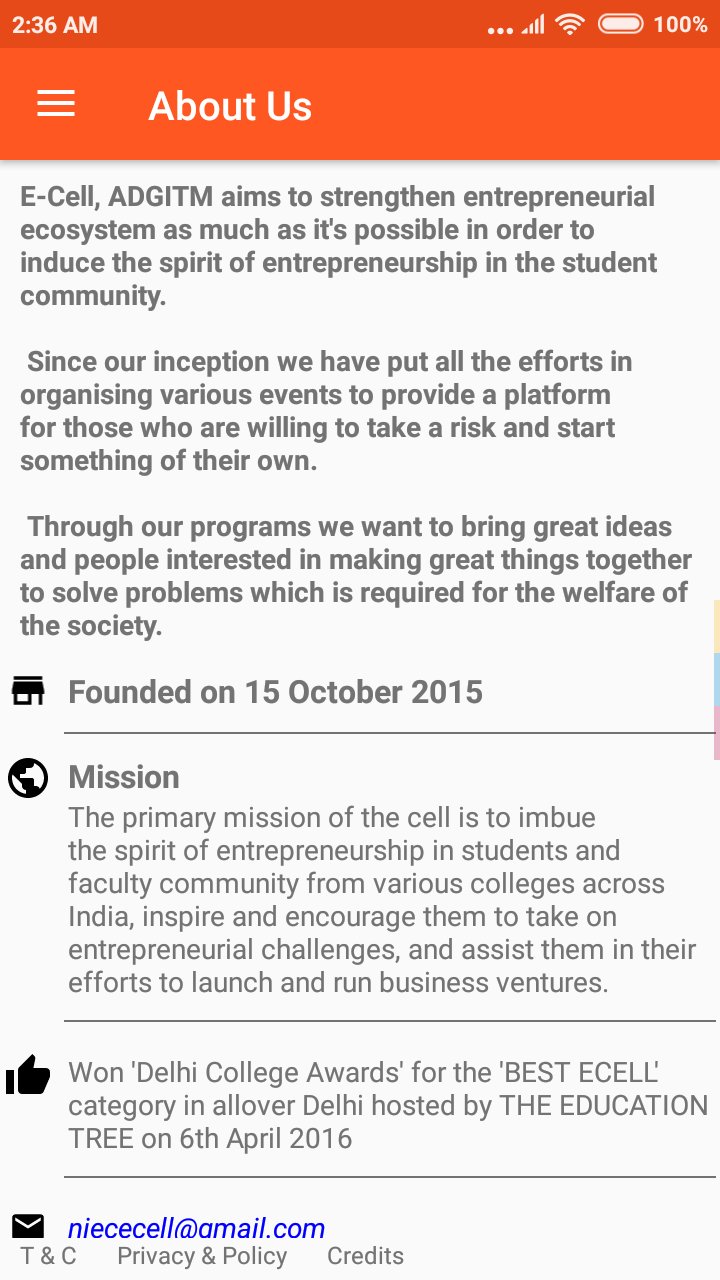 2:36 AM
100%
About Us
E-Cell, ADGITM aims to strengthen entrepreneurial
ecosystem as much as it's possible in order to
induce the spirit of entrepreneurship in the student
community.
Since our inception we have put all the efforts in
organising various events to provide a platform
for those who are willing to take a risk and start
something of their own.
Through our programs we want to bring great ideas
and people interested in making great things together
to solve problems which is required for the welfare of
the society.
Founded on 15 October 2015
Mission
The primary mission of the cell is to imbue
the spirit of entrepreneurship in students and
faculty community from various colleges across
India, inspire and encourage them to take on
entrepreneurial challenges, and assist them in their
efforts to launch and run business ventures.
Won 'Delhi College Awards' for the 'BEST ECELL'
category in allover Delhi hosted by THE EDUCATION
TREE on 6th April 2016
niececell@gmail.com
T & C Privacy & Policy Credits